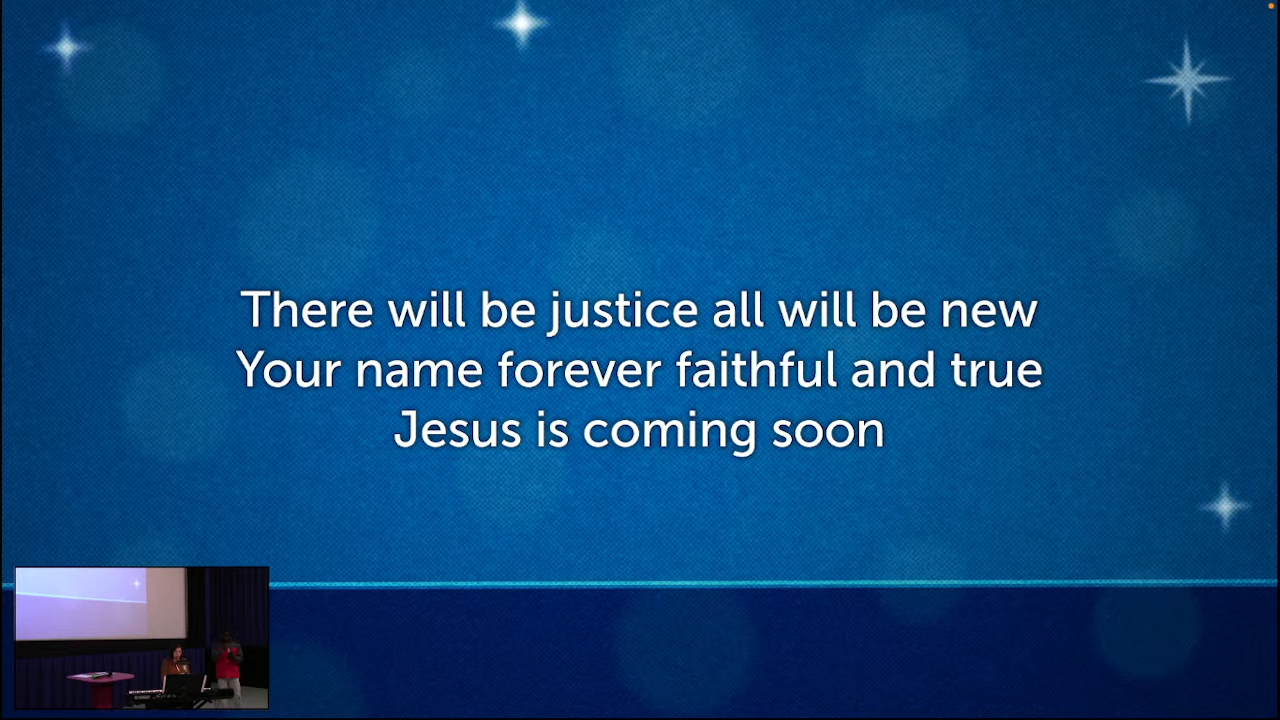 There will be justice all will be new
Your name forever faithful and true
Jesus is coming soon